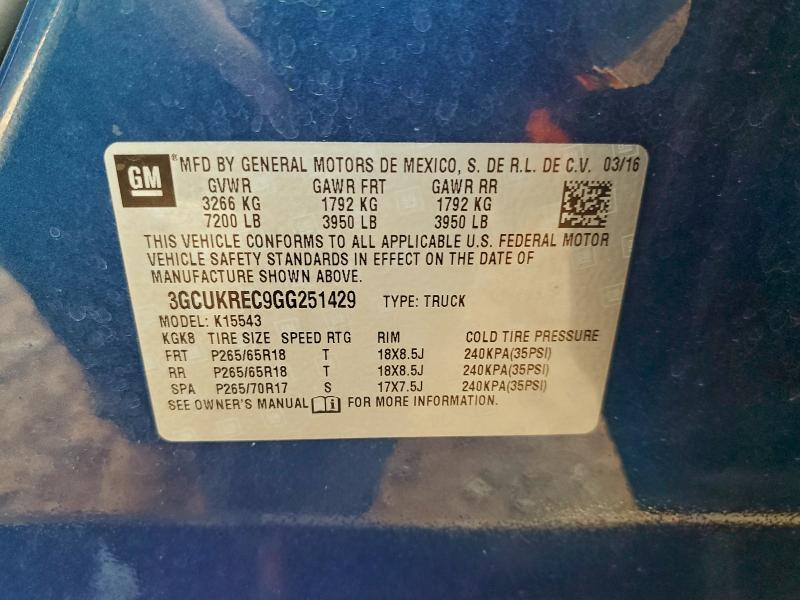 GM ® MFD BY GENERAL MOTORS DE MEXICO, S. DE R.L. DE C.V. 03/16
GVWR GAWR FRT GAWR RR
3266 KG 1792 KG 1792 KG
7200 LB 3950 LB 3950 LB
THIS VEHICLE CONFORMS TO ALL APPLICABLE U.S. FEDERAL MOTOR
VEHICLE SAFETY STANDARDS IN EFFECT ON THE DATE OF
MANUFACTURE SHOWN ABOVE.
3GCUKREC9GG251429 TYPE: TRUCK
MODEL: K15543
KGK8 TIRE SIZE SPEED RTG RIM COLD TIRE PRESSURE
FRT P265/65R18 T 18X8.5J 240KPA(35PSI)
RR P265/65R18 T 18X8.5J 240KPA(35PSI)
SPA P265/70R17 S 17X7.5J 240KPA(35PSI)
SEE OWNER'S MANUAL i FOR MORE INFORMATION.